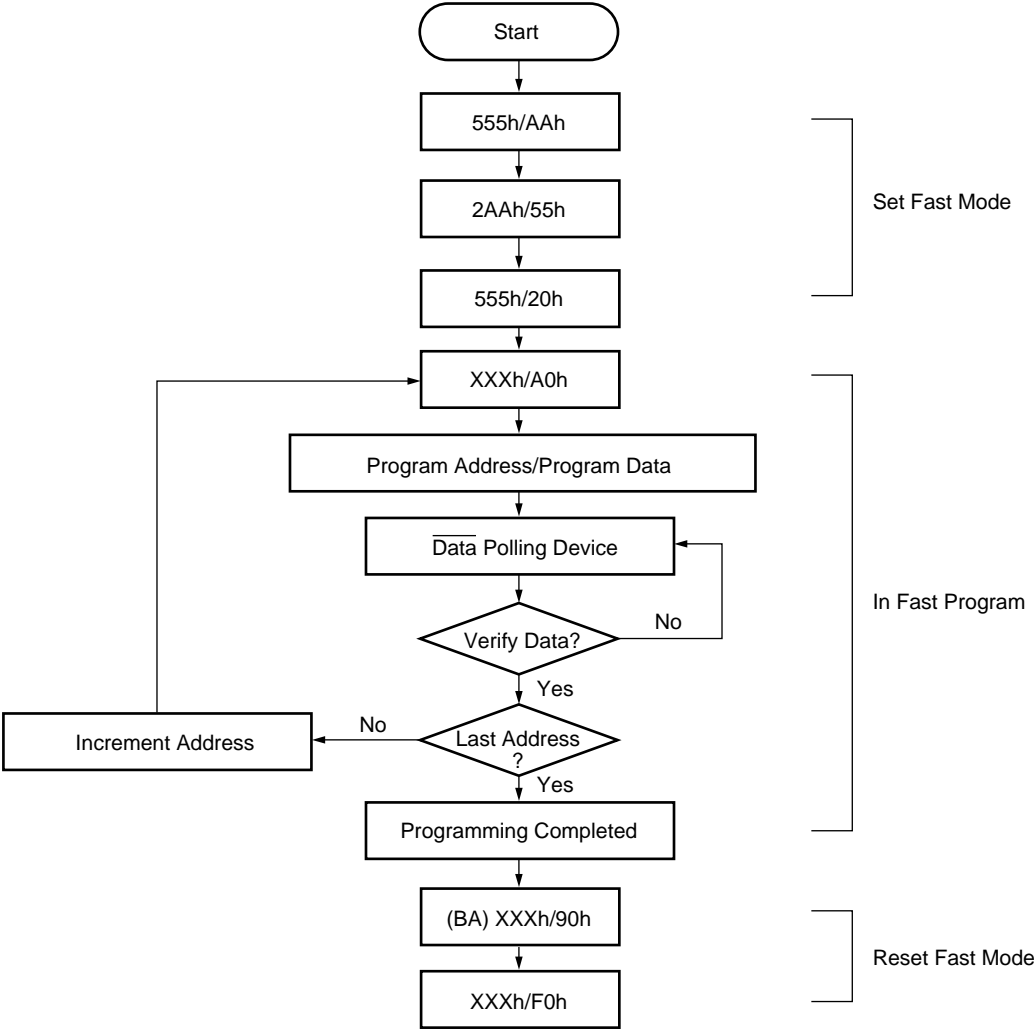 Start
555h/AAh
2AAh/55h
Set Fast Mode
555h/20h
XXXh/A0h
Program Address/Program Data
Data Polling Device
In Fast Program
Verify Data?
No
Yes
Increment Address
No
Last Address
?
Yes
Programming Completed
(BA) XXXh/90h
Reset Fast Mode
XXXh/F0h